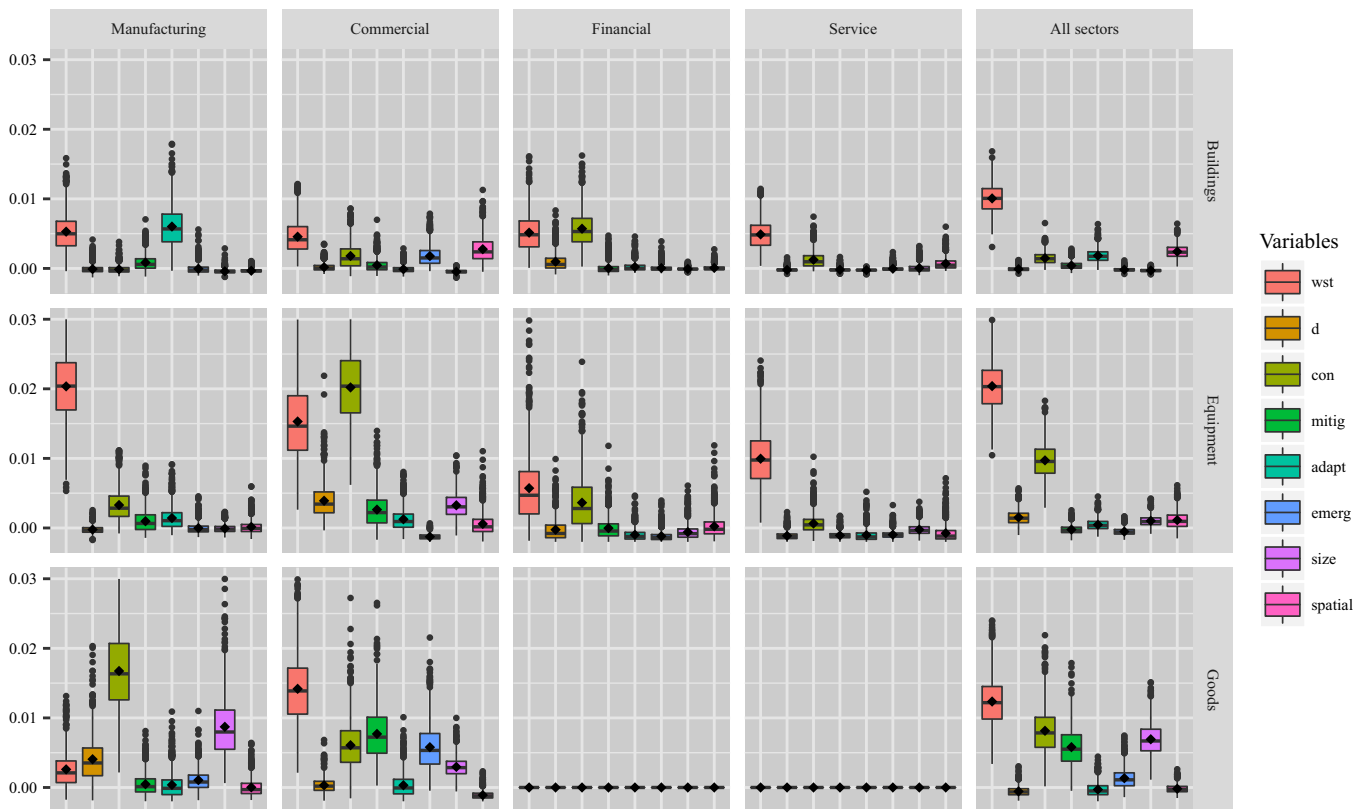 Manufacturing Commercial Financial Service All sectors
0.03
0.02
0.01
0.00
Buildings
0.03
0.02
0.01
0.00
Equipment
0.03
0.02
0.01
0.00
Goods
Variables
wst
d
con
mitig
adapt
emerg
size
spatial